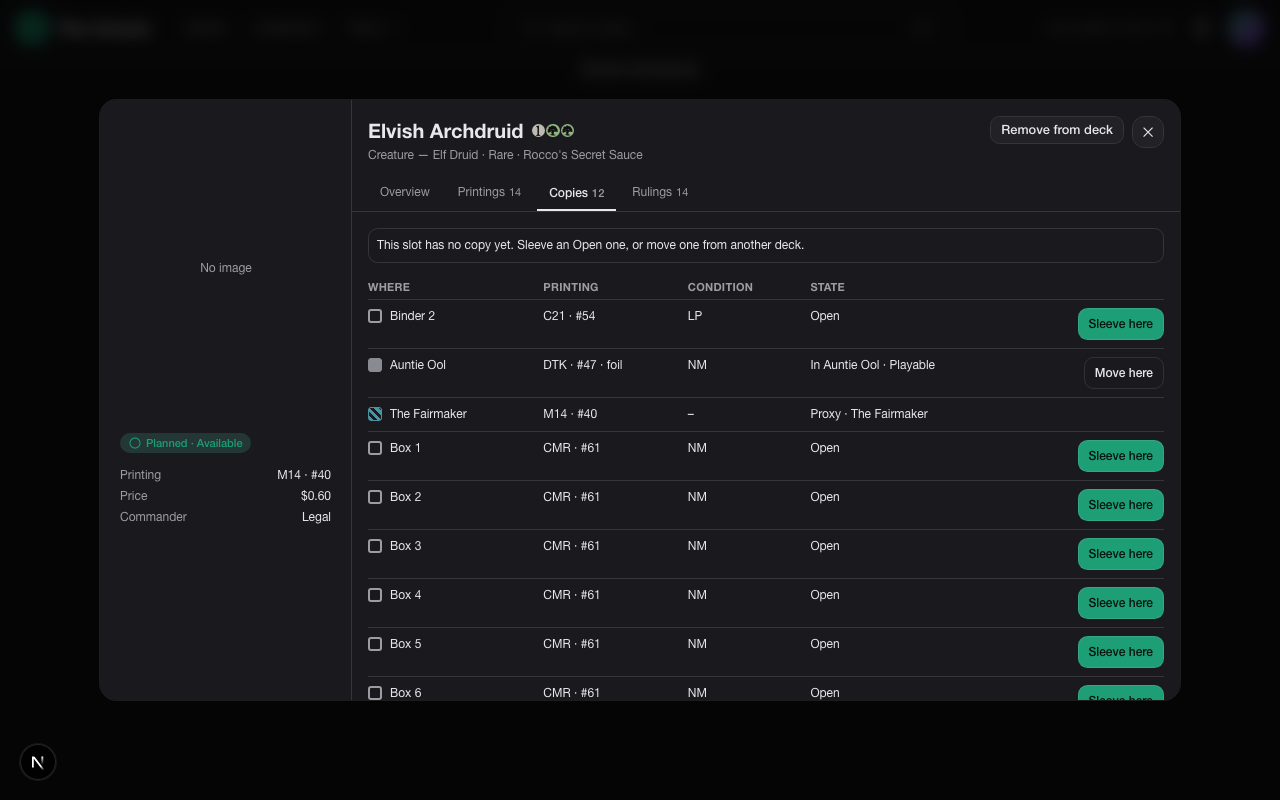 Elvish Archdruid 1
Remove from deck
Creature — Elf Druid · Rare · Rocco's Secret Sauce
Overview Printings 14 Copies 12 Rulings 14
This slot has no copy yet. Sleeve an Open one, or move one from another deck.
No image
Planned · Available
Printing M14 · #40
Price $0.60
Commander Legal
WHERE PRINTING CONDITION STATE
Binder 2 C21 · #54 LP Open Sleeve here
Auntie Ool DTK · #47 · foil NM In Auntie Ool · Playable Move here
The Fairmaker M14 · #40 – Proxy · The Fairmaker
Box 1 CMR · #61 NM Open Sleeve here
Box 2 CMR · #61 NM Open Sleeve here
Box 3 CMR · #61 NM Open Sleeve here
Box 4 CMR · #61 NM Open Sleeve here
Box 5 CMR · #61 NM Open Sleeve here
Box 6 CMR · #61 NM Open Sleeve here
N